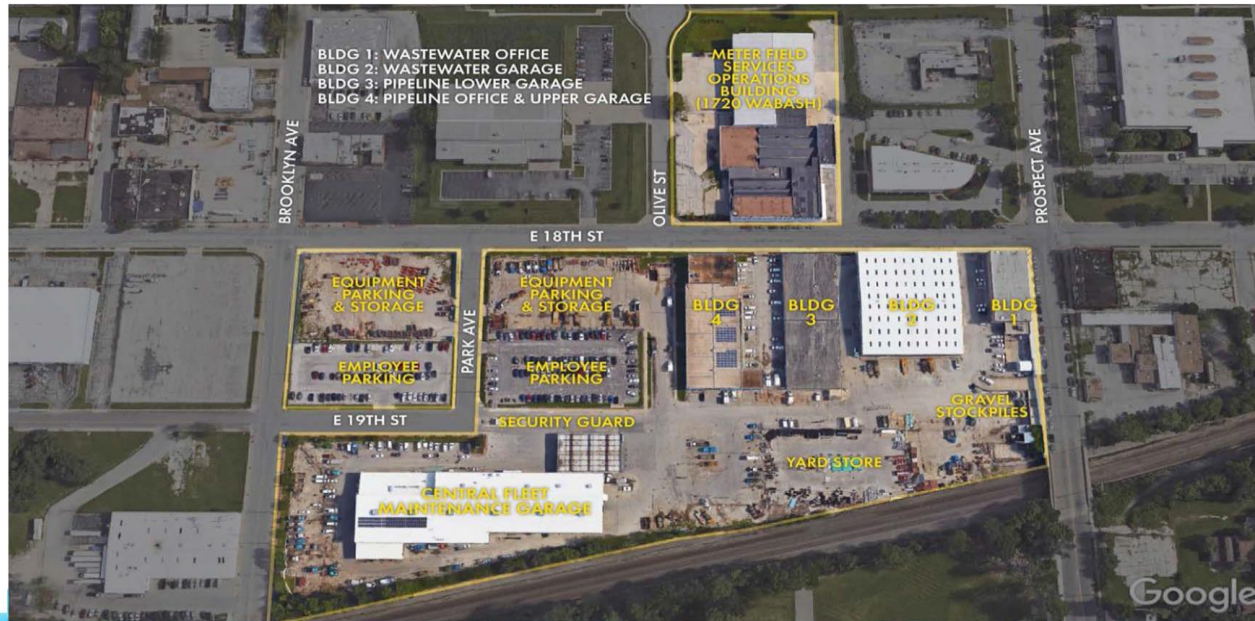 BLDG 1: WASTEWATER OFFICE
BLDG 2: WASTEWATER GARAGE
BLDG 3: PIPELINE LOWER GARAGE
BLDG 4: PIPELINE OFFICE & UPPER GARAGE
METER FIELD
SERVICES
OPERATIONS
BUILDING
(1720 WABASH)
BROOKLYN AVE
OLIVE ST
PROSPECT AVE
E 18TH ST
EQUIPMENT
PARKING
& STORAGE
EMPLOYEE
PARKING
PARK AVE
EQUIPMENT
PARKING
& STORAGE
EMPLOYEE
PARKING
BLDG
4
BLDG
3
BLDG
2
BLDG
1
GRAVEL
STOCKPILES
E 19TH ST
SECURITY GUARD
YARD STORE
CENTRAL FLEET
MAINTENANCE GARAGE
Google